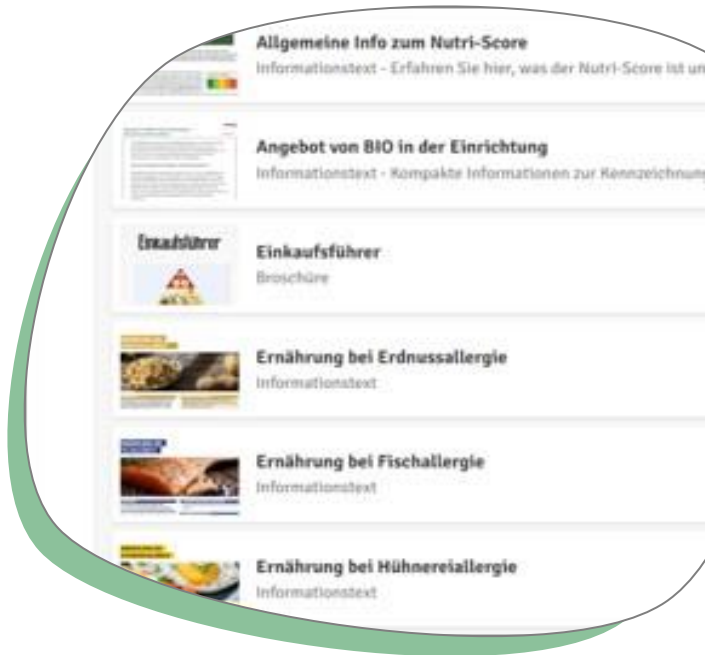 Allgemeine Info zum Nutri-Score
Informationstext - Erfahren Sie hier, was der Nutri-Score ist un
Angebot von BIO in der Einrichtung
Informationstext - Kompakte Informationen zur Kennzeichnung
Einkaufsführer
Einkaufsführer
Broschüre
Ernährung bei Erdnussallergie
Informationstext
Ernährung bei Fischallergie
Informationstext
Ernährung bei Hühnereiallergie
Informationstext